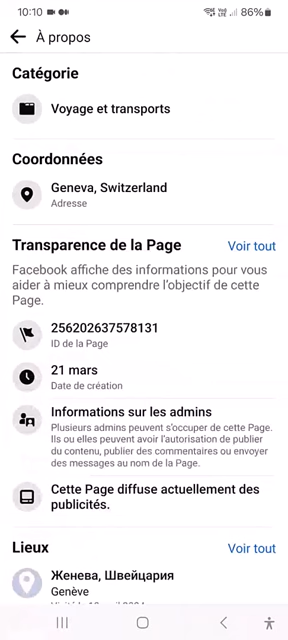 10:10 86%
À propos
Catégorie
Voyage et transports
Coordonnées
Geneva, Switzerland
Adresse
Transparence de la Page Voir tout
Facebook affiche des informations pour vous
aider à mieux comprendre l'objectif de cette
Page.
256202637578131
ID de la Page
21 mars
Date de création
Informations sur les admins
Plusieurs admins peuvent s'occuper de cette Page.
Ils ou elles peuvent avoir l'autorisation de publier
du contenu, publier des commentaires ou envoyer
des messages au nom de la Page.
Cette Page diffuse actuellement des
publicités.
Lieux Voir tout
Женева, Швейцария
Genève